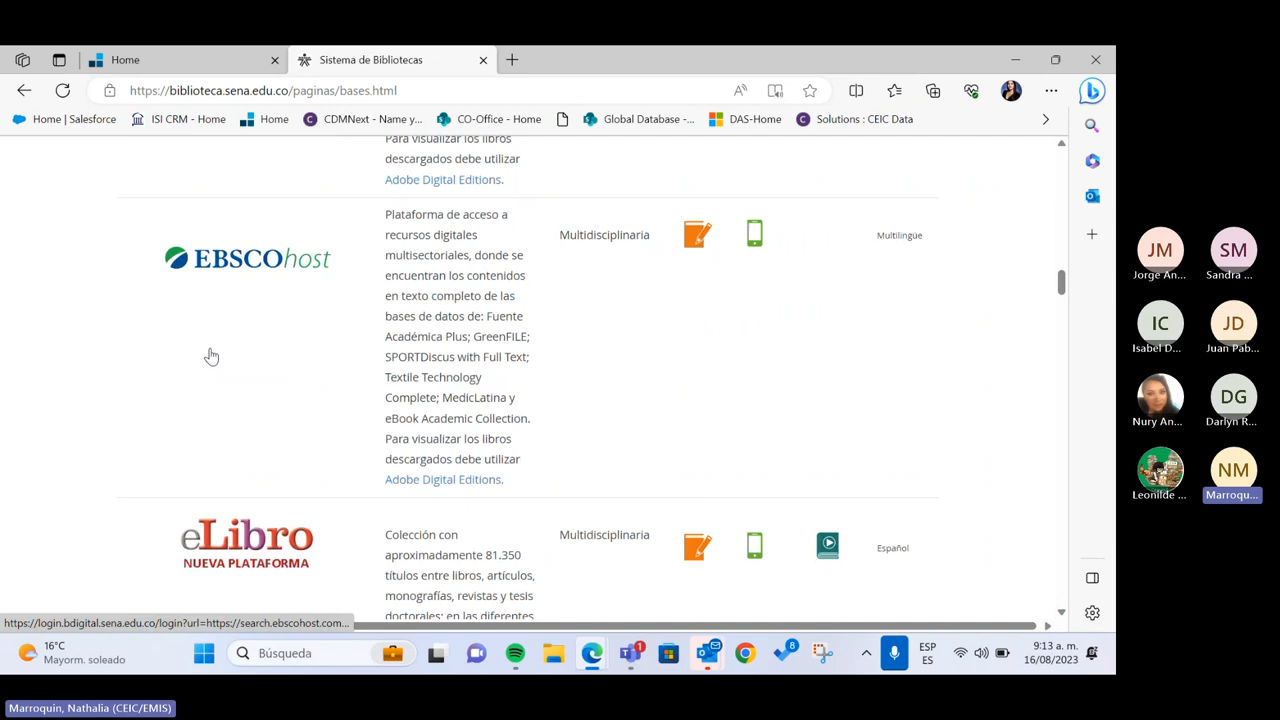 Home
Sistema de Bibliotecas
https://biblioteca.sena.edu.co/paginas/bases.html
Home | Salesforce
ISI CRM - Home
Home
CDMNext - Name y...
CO-Office - Home
Global Database -...
DAS-Home
Solutions : CEIC Data
Para visualizar los libros
descargados debe utilizar
Adobe Digital Editions.
EBSCOhost
Plataforma de acceso a
recursos digitales
multisectoriales, donde se
encuentran los contenidos
en texto completo de las
bases de datos de: Fuente
Académica Plus; GreenFILE;
SPORTDiscus with Full Text;
Textile Technology
Complete; MedicLatina y
eBook Academic Collection.
Para visualizar los libros
descargados debe utilizar
Adobe Digital Editions.
Multidisciplinaria
Multilingüe
eLibro
NUEVA PLATAFORMA
Colección con
aproximadamente 81.350
títulos entre libros, artículos,
monografías, revistas y tesis
doctorales; en las diferentes
Multidisciplinaria
Español
https://login.bdigital.sena.edu.co/login?url=https://search.ebscohost.com...
16°C
Mayorm. soleado
Búsqueda
1
8
ESP
ES
9:13 a. m.
16/08/2023
JM
Jorge An...
SM
Sandra ...
IC
Isabel D...
JD
Juan Pab...
Nury An...
DG
Darlyn R...
Leonilde ...
NM
Marroqu...
Marroquin, Nathalia (CEIC/EMIS)